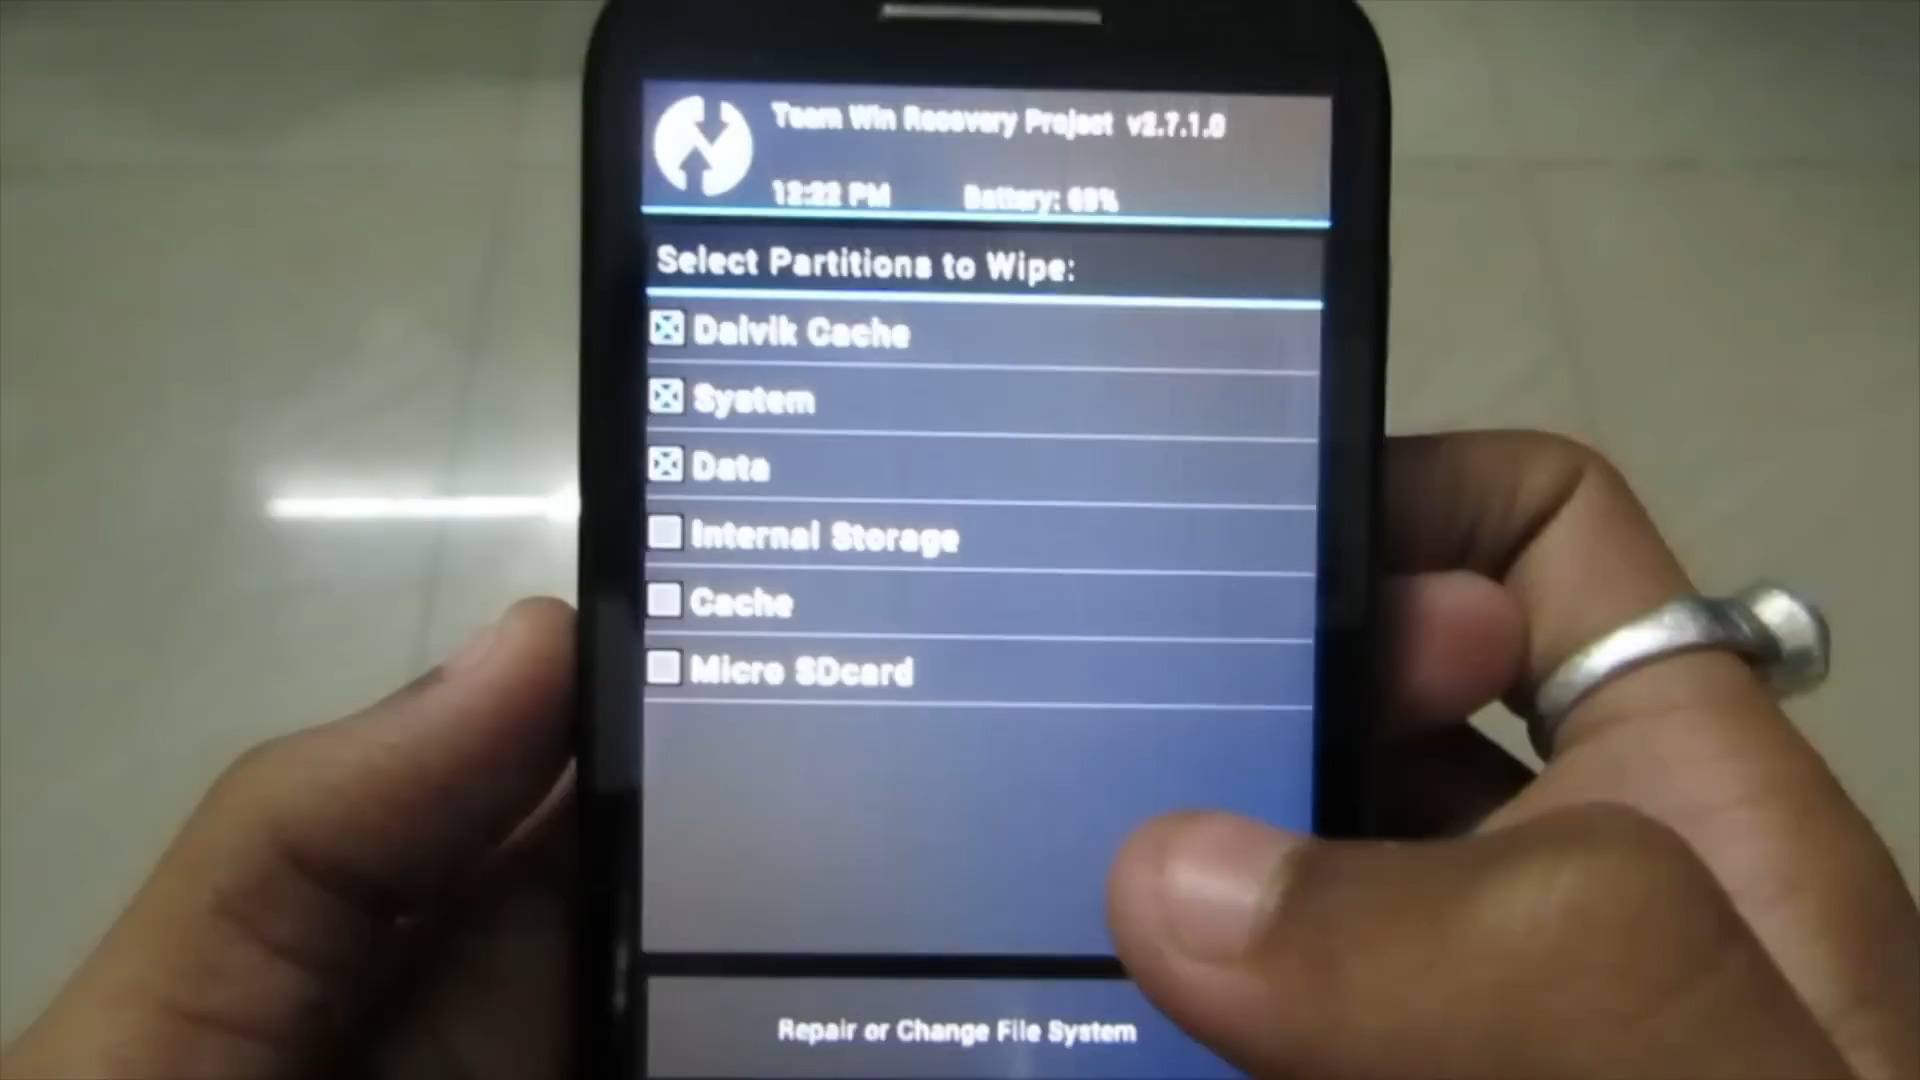 Team Win Recovery Project v2.7.1.0
12:22 PM Battery: 69%
Select Partitions to Wipe:
Dalvik Cache
System
Data
Internal Storage
Cache
Micro SDcard
Repair or Change File System